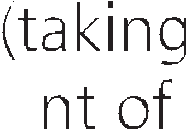 (taking
nt of